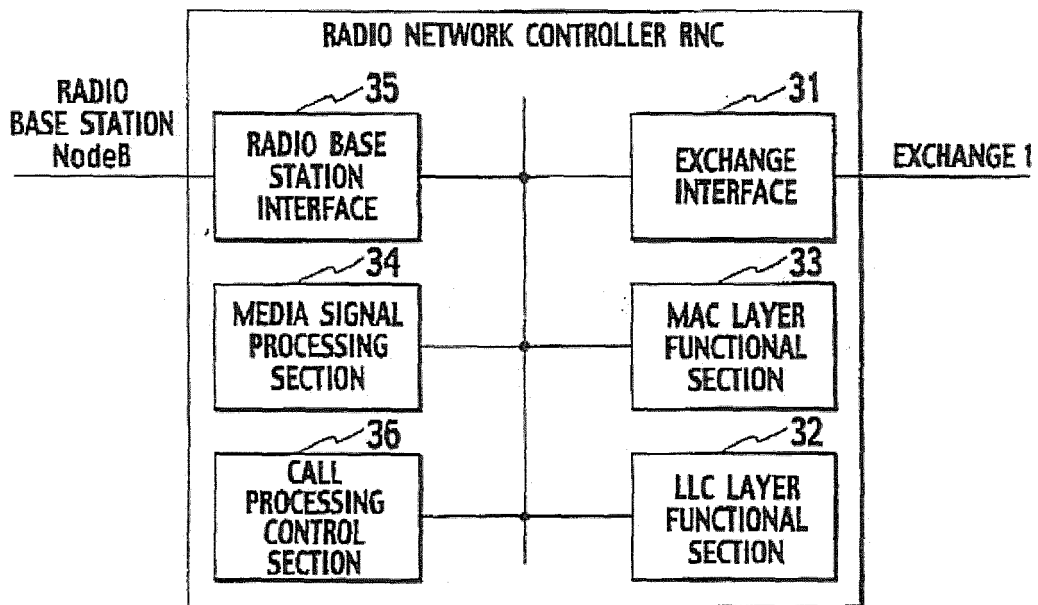 RADIO NETWORK CONTROLLER RNC
RADIO
BASE STATION
NodeB
35
RADIO BASE
STATION
INTERFACE
31
EXCHANGE
INTERFACE
EXCHANGE 1
34
MEDIA SIGNAL
PROCESSING
SECTION
33
MAC LAYER
FUNCTIONAL
SECTION
36
CALL
PROCESSING
CONTROL
SECTION
32
LLC LAYER
FUNCTIONAL
SECTION